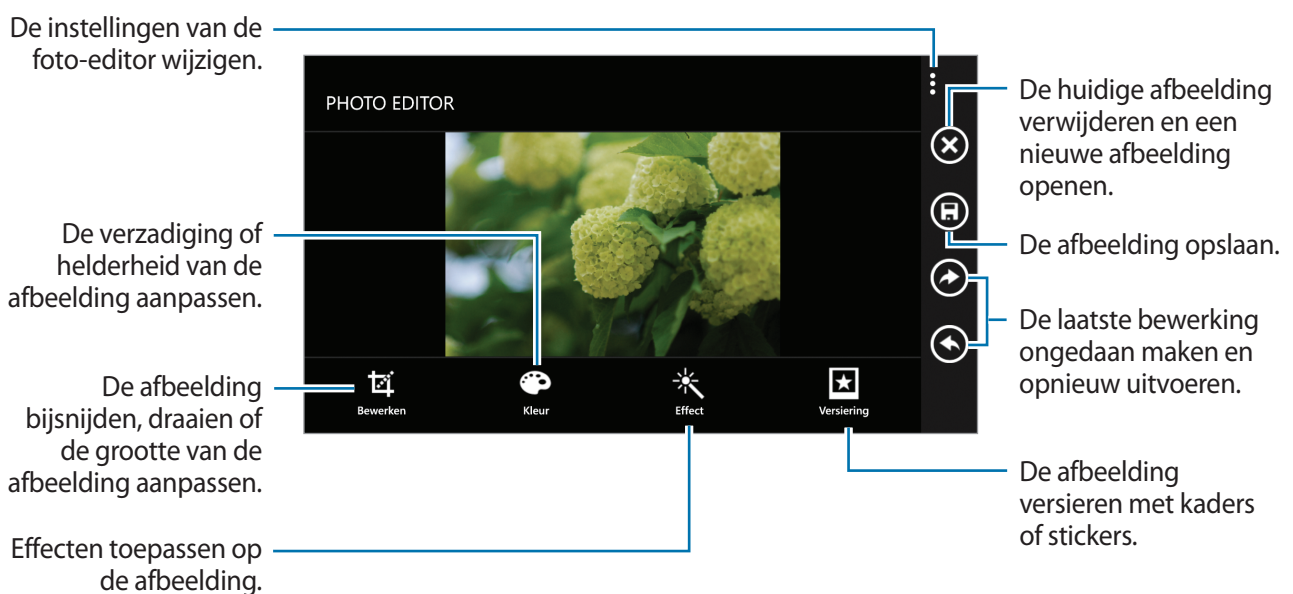 De instellingen van de
foto-editor wijzigen.
PHOTO EDITOR
De huidige afbeelding
verwijderen en een
nieuwe afbeelding
openen.
De verzadiging of
helderheid van de
afbeelding aanpassen.
De afbeelding opslaan.
De laatste bewerking
ongedaan maken en
opnieuw uitvoeren.
De afbeelding
bijsnijden, draaien of
de grootte van de
afbeelding aanpassen.
Bewerken
Kleur
Effect
Versiering
De afbeelding
versieren met kaders
of stickers.
Effecten toepassen op
de afbeelding.